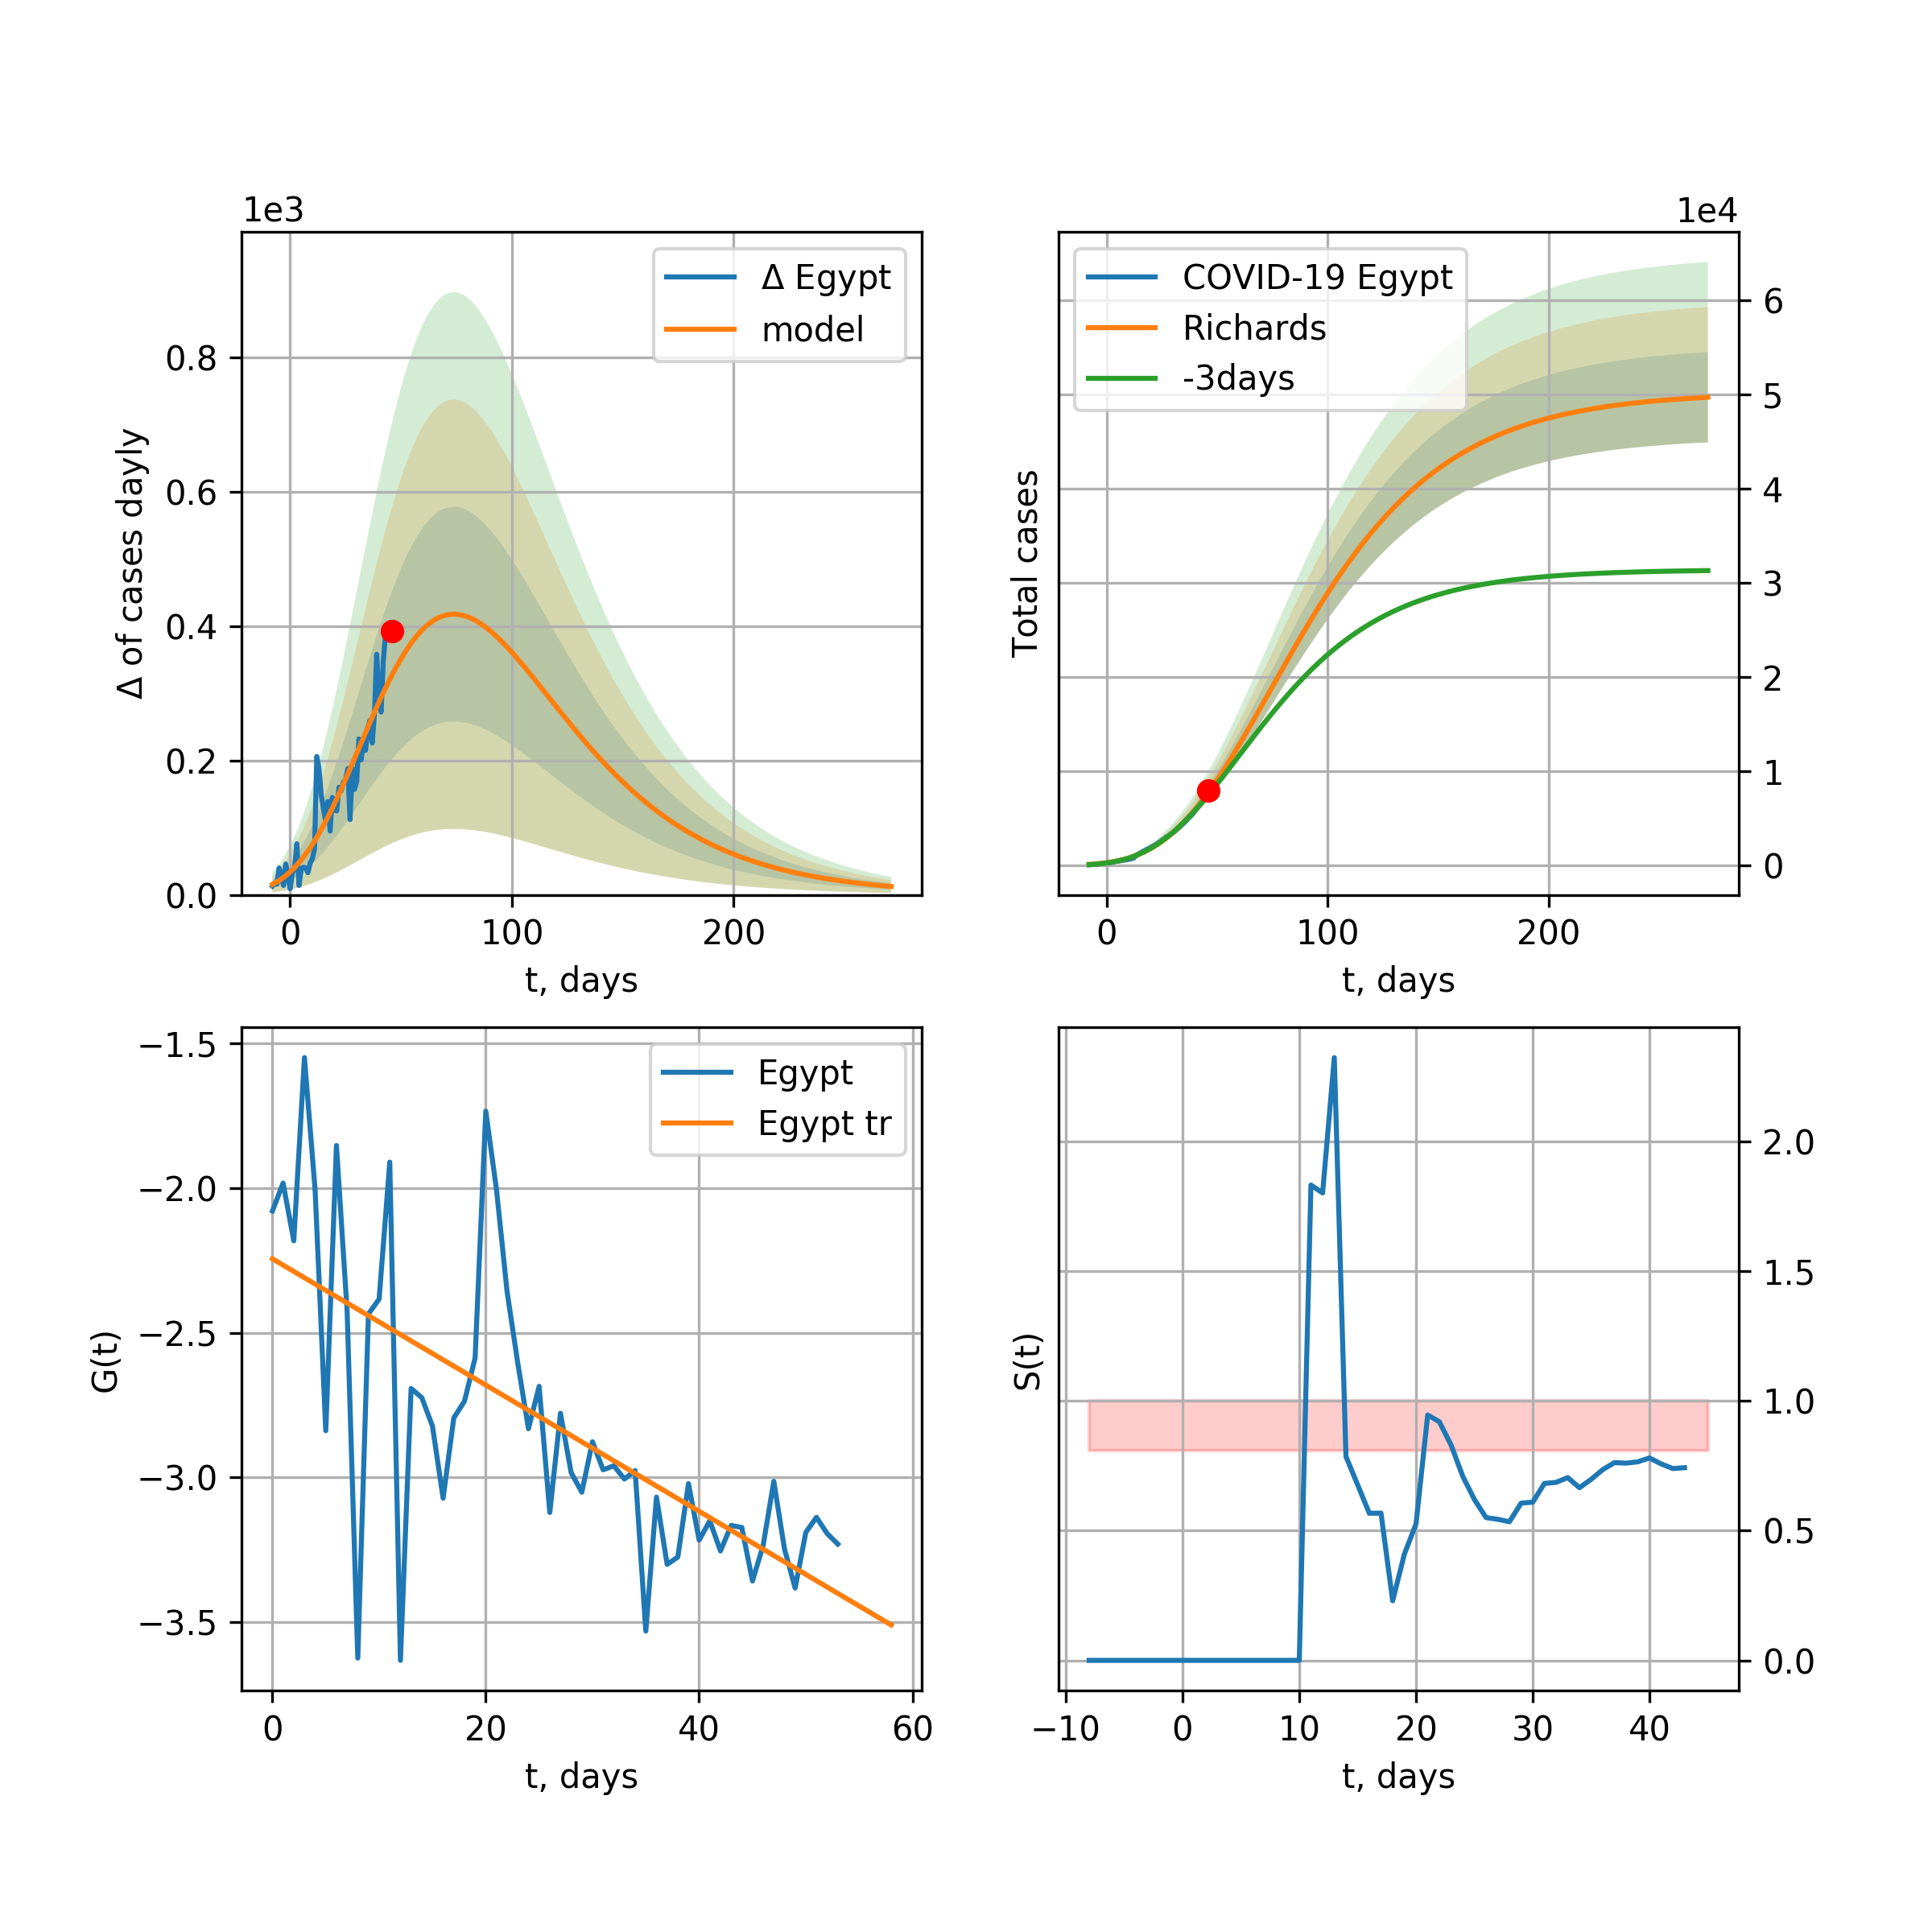 1e3
Δ of cases dayly
0.8
0.6
0.4
0.2
0.0
0 100 200
t, days
Δ Egypt
model
1e4
Total cases
6
5
4
3
2
1
0
0 100 200
t, days
COVID-19 Egypt
Richards
-3days
G(t)
−1.5
−2.0
−2.5
−3.0
−3.5
0 20 40 60
t, days
Egypt
Egypt tr
S(t)
2.0
1.5
1.0
0.5
0.0
−10 0 10 20 30 40
t, days